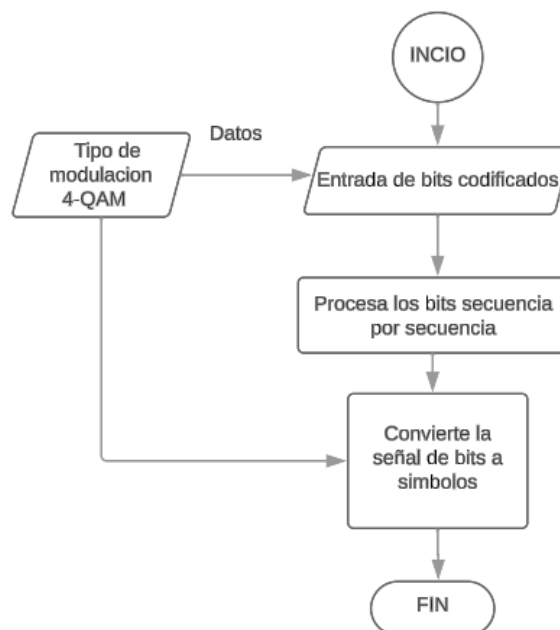 INCIO
Datos
Tipo de
modulacion
4-QAM
Entrada de bits codificados
Procesa los bits secuencia
por secuencia
Convierte la
señal de bits a
simbolos
FIN